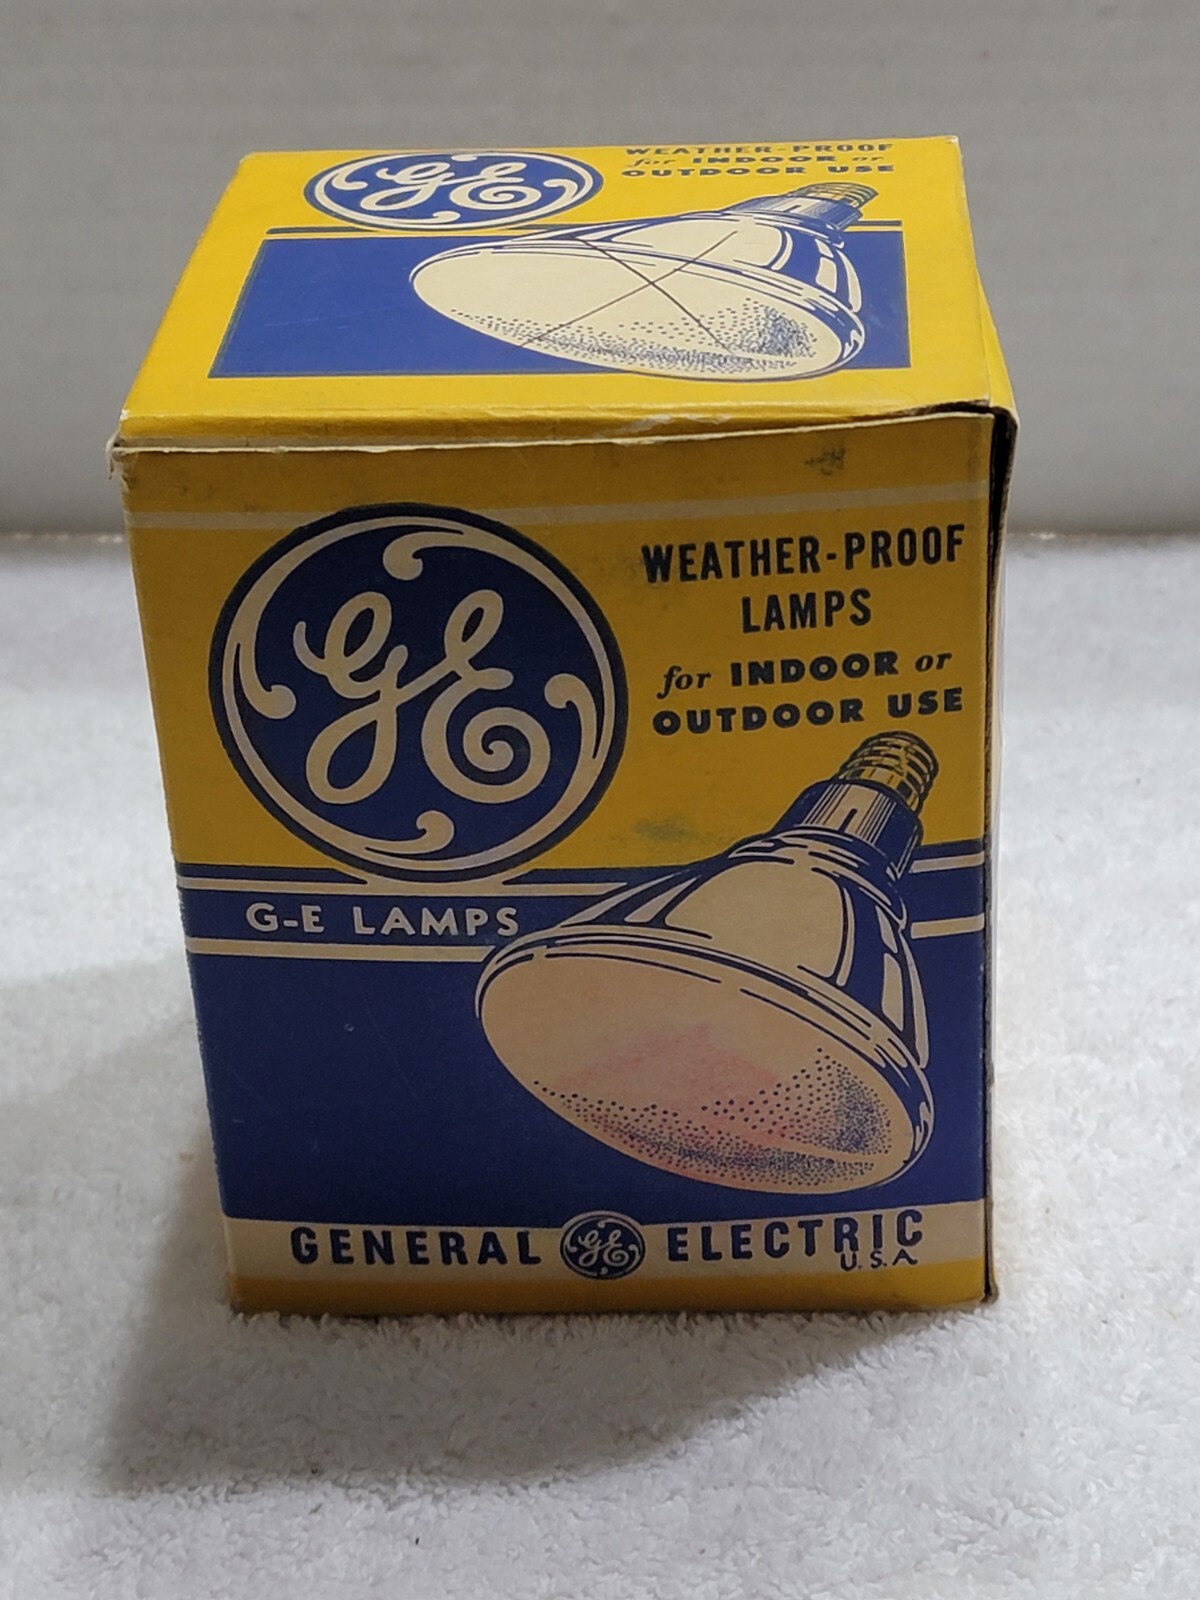 GE
WEATHER-PROOF
for INDOOR or
OUTDOOR USE
GE
WEATHER-PROOF
LAMPS
for INDOOR or
OUTDOOR USE
G-E LAMPS
GENERAL GE ELECTRIC
U.S.A